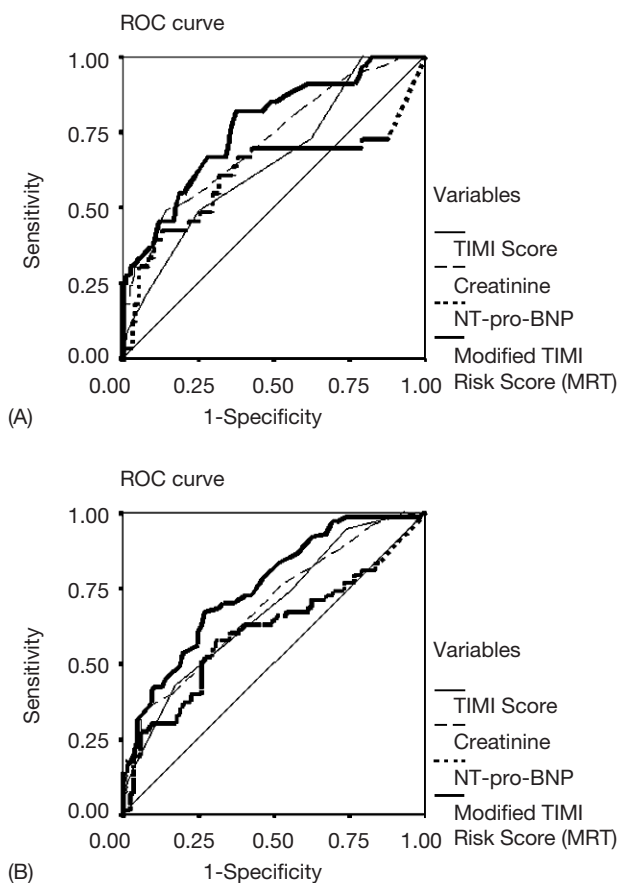 ROC curve
1.00
0.75
0.50
0.25
0.00
Sensitivity
0.00 0.25 0.50 0.75 1.00
1-Specificity
Variables
TIMI Score
Creatinine
NT-pro-BNP
Modified TIMI
Risk Score (MRT)
(A)
ROC curve
1.00
0.75
0.50
0.25
0.00
Sensitivity
0.00 0.25 0.50 0.75 1.00
1-Specificity
Variables
TIMI Score
Creatinine
NT-pro-BNP
Modified TIMI
Risk Score (MRT)
(B)